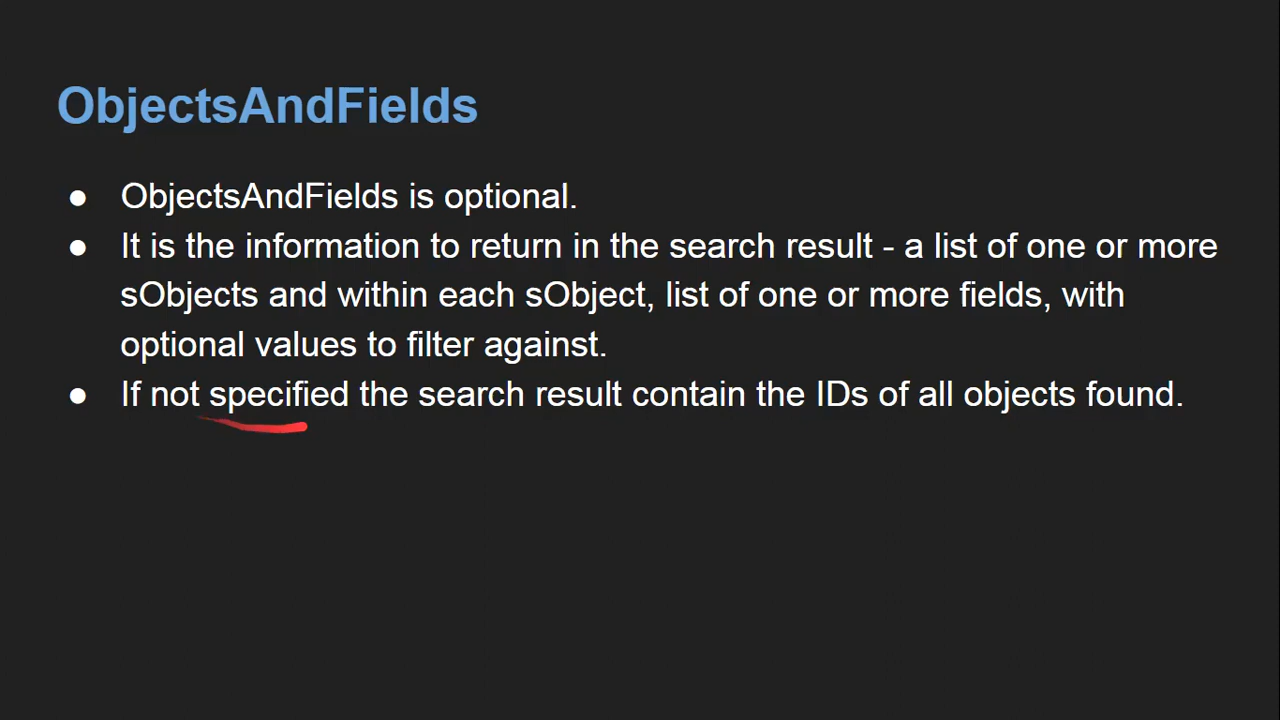 ObjectsAndFields
● ObjectsAndFields is optional.
● It is the information to return in the search result - a list of one or more
sObjects and within each sObject, list of one or more fields, with
optional values to filter against.
● If not specified the search result contain the IDs of all objects found.